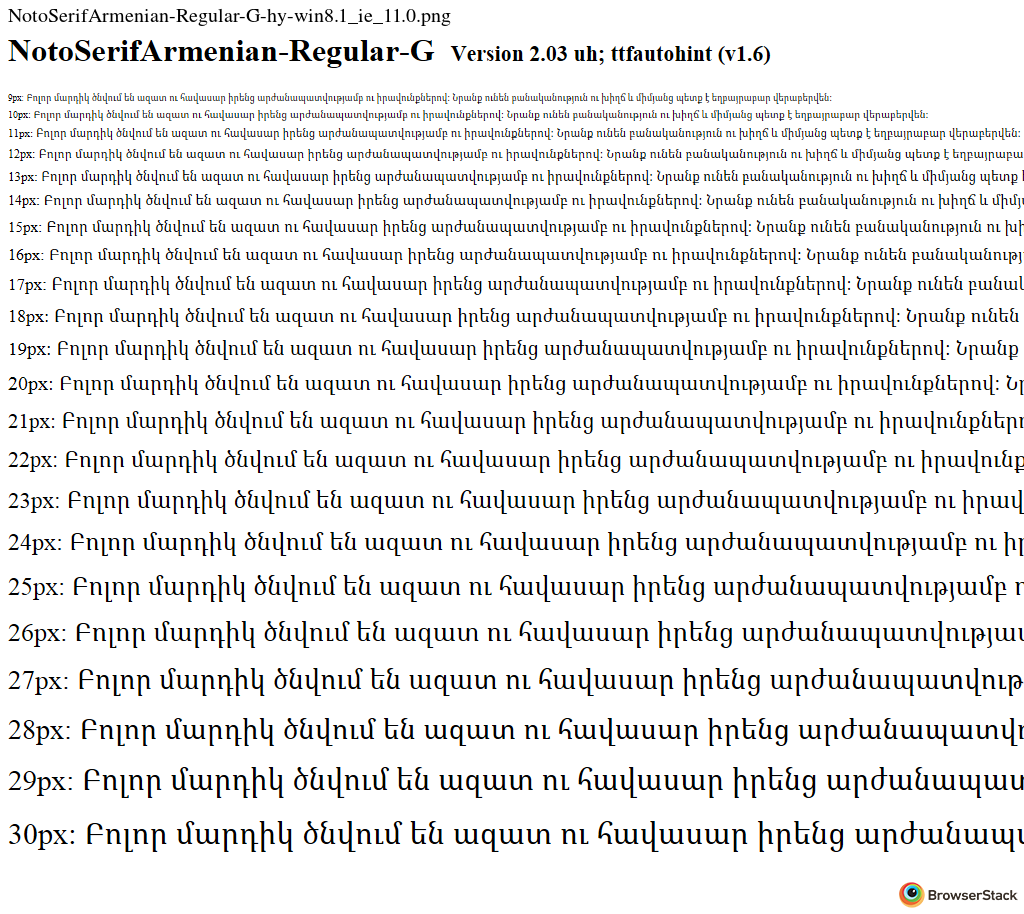 NotoSerifArmenian-Regular-G-hy-win8.1_ie_11.0.png
NotoSerifArmenian-Regular-G Version 2.03 uh; ttfautohint (v1.6)
9px: Բոլոր մարդիկ ծնվում են ազատ ու հավասար իրենց արժանապատվությամբ ու իրավունքներով: Նրանք ունեն բանականություն ու խիղճ և միմյանց պետք է եղբայրաբար վերաբերվեն:
10px: Բոլոր մարդիկ ծնվում են ազատ ու հավասար իրենց արժանապատվությամբ ու իրավունքներով: Նրանք ունեն բանականություն ու խիղճ և միմյանց պետք է եղբայրաբար վերաբերվեն:
11px: Բոլոր մարդիկ ծնվում են ազատ ու հավասար իրենց արժանապատվությամբ ու իրավունքներով: Նրանք ունեն բանականություն ու խիղճ և միմյանց պետք է եղբայրաբար վերաբերվեն:
12px: Բոլոր մարդիկ ծնվում են ազատ ու հավասար իրենց արժանապատվությամբ ու իրավունքներով: Նրանք ունեն բանականություն ու խիղճ և միմյանց պետք է եղբայրաբա
13px: Բոլոր մարդիկ ծնվում են ազատ ու հավասար իրենց արժանապատվությամբ ու իրավունքներով: Նրանք ունեն բանականություն ու խիղճ և միմյանց պետք
14px: Բոլոր մարդիկ ծնվում են ազատ ու հավասար իրենց արժանապատվությամբ ու իրավունքներով: Նրանք ունեն բանականություն ու խիղճ և միմյ
15px: Բոլոր մարդիկ ծնվում են ազատ ու հավասար իրենց արժանապատվությամբ ու իրավունքներով: Նրանք ունեն բանականություն ու խի
16px: Բոլոր մարդիկ ծնվում են ազատ ու հավասար իրենց արժանապատվությամբ ու իրավունքներով: Նրանք ունեն բանականությ
17px: Բոլոր մարդիկ ծնվում են ազատ ու հավասար իրենց արժանապատվությամբ ու իրավունքներով: Նրանք ունեն բանակ
18px: Բոլոր մարդիկ ծնվում են ազատ ու հավասար իրենց արժանապատվությամբ ու իրավունքներով: Նրանք ունեն
19px: Բոլոր մարդիկ ծնվում են ազատ ու հավասար իրենց արժանապատվությամբ ու իրավունքներով: Նրանք
20px: Բոլոր մարդիկ ծնվում են ազատ ու հավասար իրենց արժանապատվությամբ ու իրավունքներով: Նր
21px: Բոլոր մարդիկ ծնվում են ազատ ու հավասար իրենց արժանապատվությամբ ու իրավունքներ
22px: Բոլոր մարդիկ ծնվում են ազատ ու հավասար իրենց արժանապատվությամբ ու իրավունք
23px: Բոլոր մարդիկ ծնվում են ազատ ու հավասար իրենց արժանապատվությամբ ու իրավ
24px: Բոլոր մարդիկ ծնվում են ազատ ու հավասար իրենց արժանապատվությամբ ու իր
25px: Բոլոր մարդիկ ծնվում են ազատ ու հավասար իրենց արժանապատվությամբ ո
26px: Բոլոր մարդիկ ծնվում են ազատ ու հավասար իրենց արժանապատվությա
27px: Բոլոր մարդիկ ծնվում են ազատ ու հավասար իրենց արժանապատվութ
28px: Բոլոր մարդիկ ծնվում են ազատ ու հավասար իրենց արժանապատվո
29px: Բոլոր մարդիկ ծնվում են ազատ ու հավասար իրենց արժանապատ
30px: Բոլոր մարդիկ ծնվում են ազատ ու հավասար իրենց արժանապ
BrowserStack